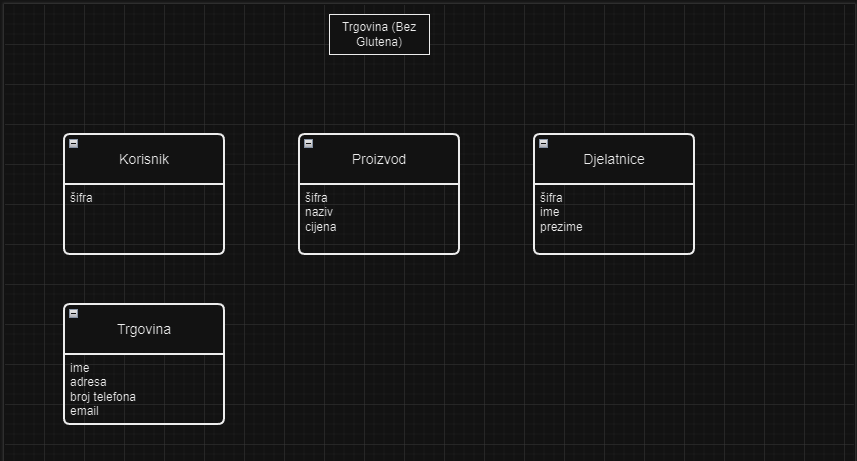 Trgovina (Bez
Glutena)
Korisnik
šifra
Proizvod
šifra
naziv
cijena
Djelatnice
šifra
ime
prezime
Trgovina
ime
adresa
broj telefona
email